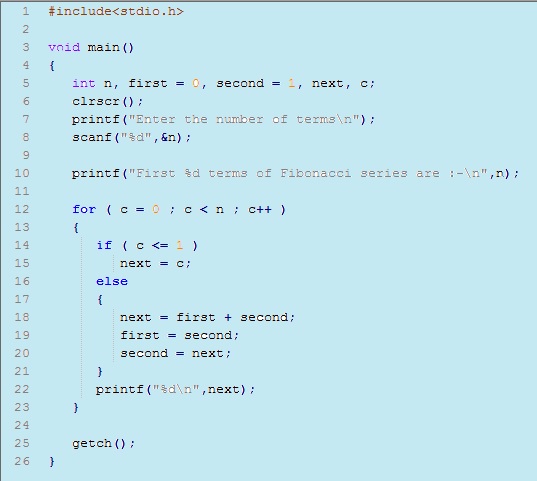 1 #include<stdio.h>
2
3 void main()
4 {
5 int n, first = 0, second = 1, next, c;
6 clrscr();
7 printf("Enter the number of terms\n");
8 scanf("%d",&n);
9
10 printf("First %d terms of Fibonacci series are :-\n",n);
11
12 for ( c = 0 ; c < n ; c++ )
13 {
14 if ( c <= 1 )
15 next = c;
16 else
17 {
18 next = first + second;
19 first = second;
20 second = next;
21 }
22 printf("%d\n",next);
23 }
24
25 getch();
26 }